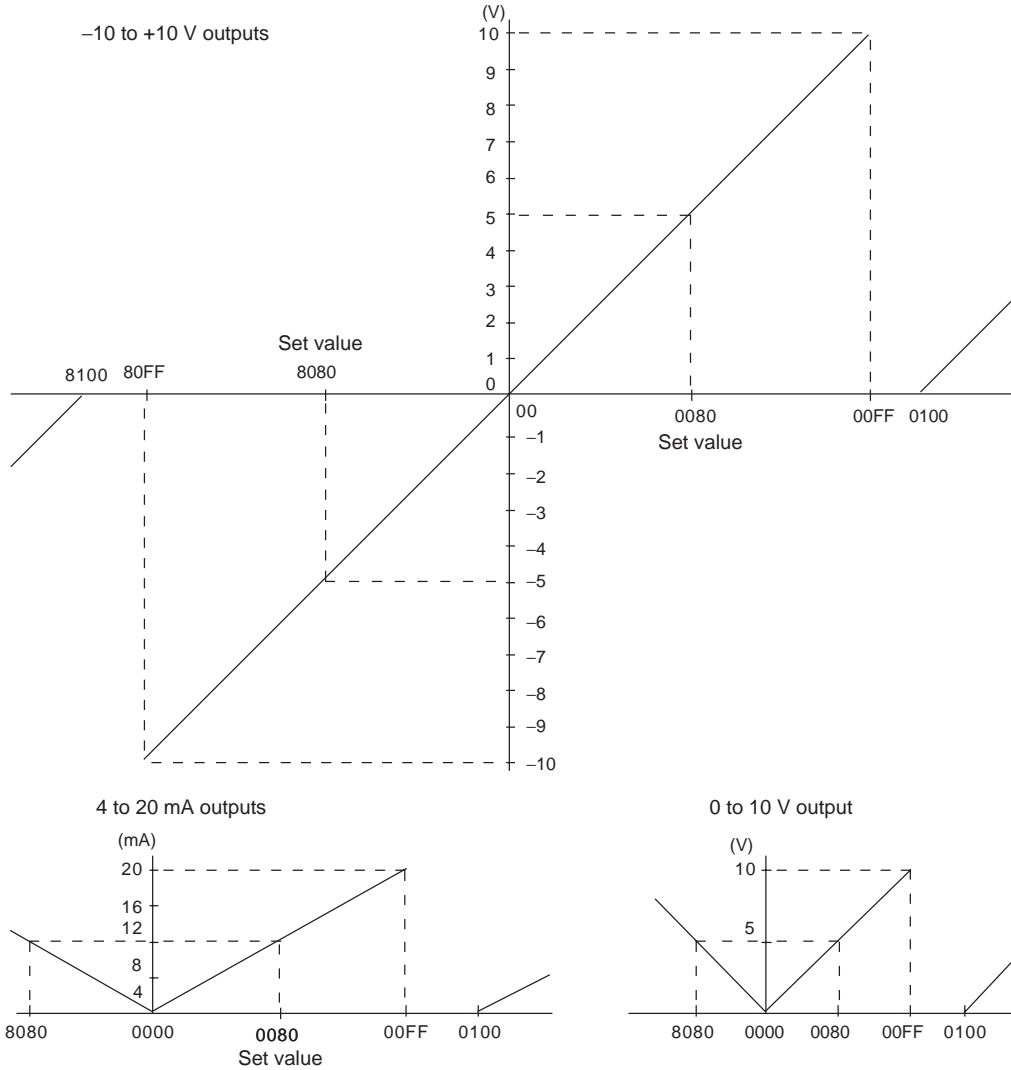 −10 to +10 V outputs
(V)
10
9
8
7
6
5
4
3
2
1
0
Set value
8100 80FF 8080
00
0080 00FF 0100
Set value
−1
−2
−3
−4
−5
−6
−7
−8
−9
−10
4 to 20 mA outputs
(mA)
20
16
12
8
4
8080 0000 0080 00FF 0100
Set value
0 to 10 V output
(V)
10
5
8080 0000 0080 00FF 0100